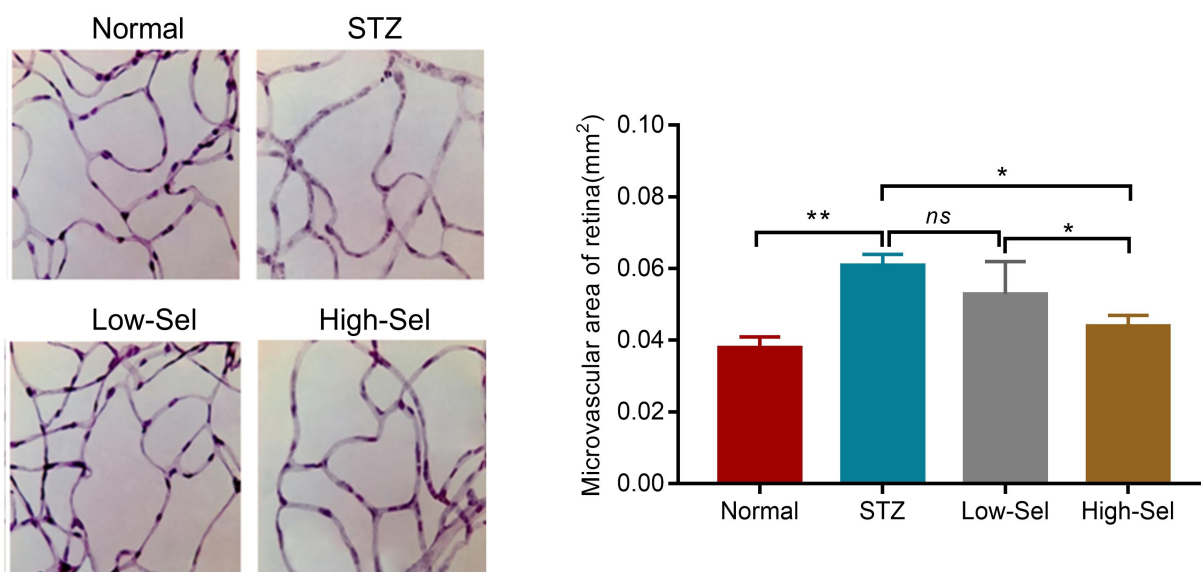 Normal
STZ
Low-Sel
High-Sel
Microvascular area of retina(mm²)
0.10
0.08
0.06
0.04
0.02
0.00
*
**
ns
*
Normal
STZ
Low-Sel
High-Sel